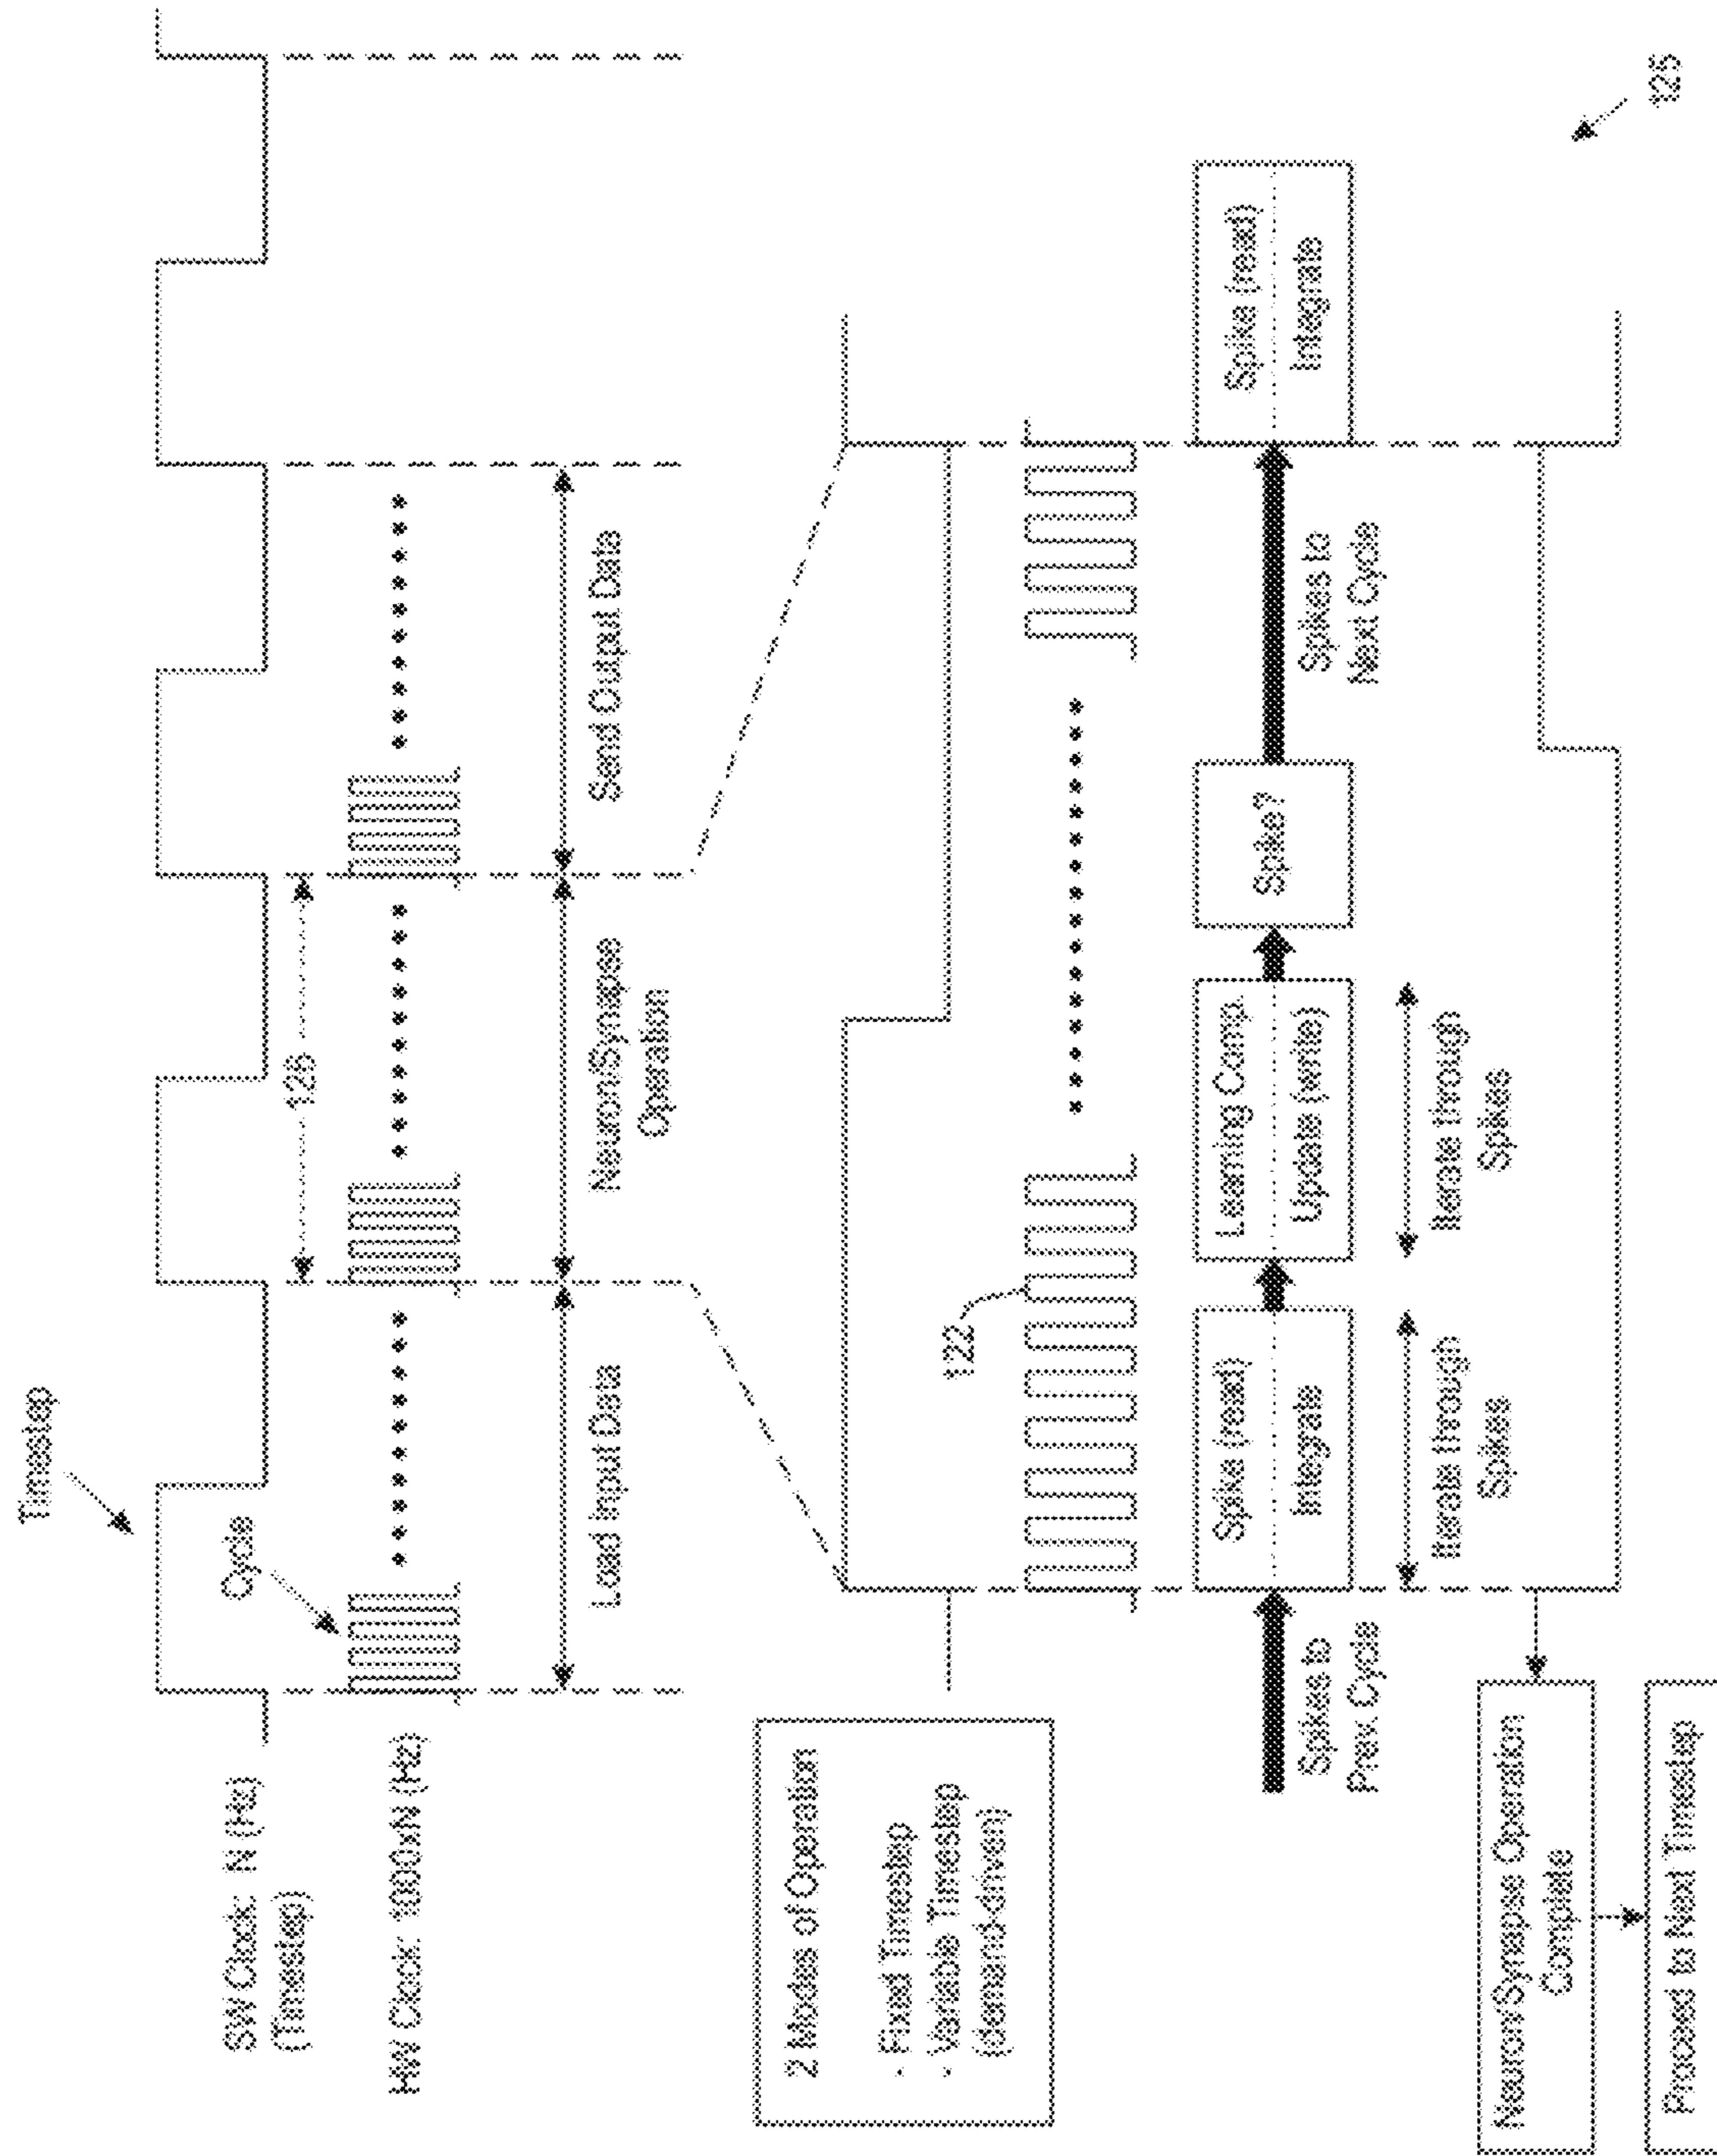 Timestep
SW Clock: N (Hz)
(Timestep)
Cycle
126
HW Clock: 1000xN (Hz)
Load Input Data
Neuron/Synapse
Operation
Send Output Data
2 Modes of Operation
- Fixed Timestep
- Variable Timestep
(demand-driven)
122
Spikes to
Prev. Cycle
Spike (read)
Integrate
Learning Comp.
Update (write)
Spike?
Spikes to
Next Cycle
Spike (read)
Integrate
Iterate through
Spikes
Iterate through
Spikes
Neuron/Synapse Operation
Complete
Proceed to Next Timestep
125